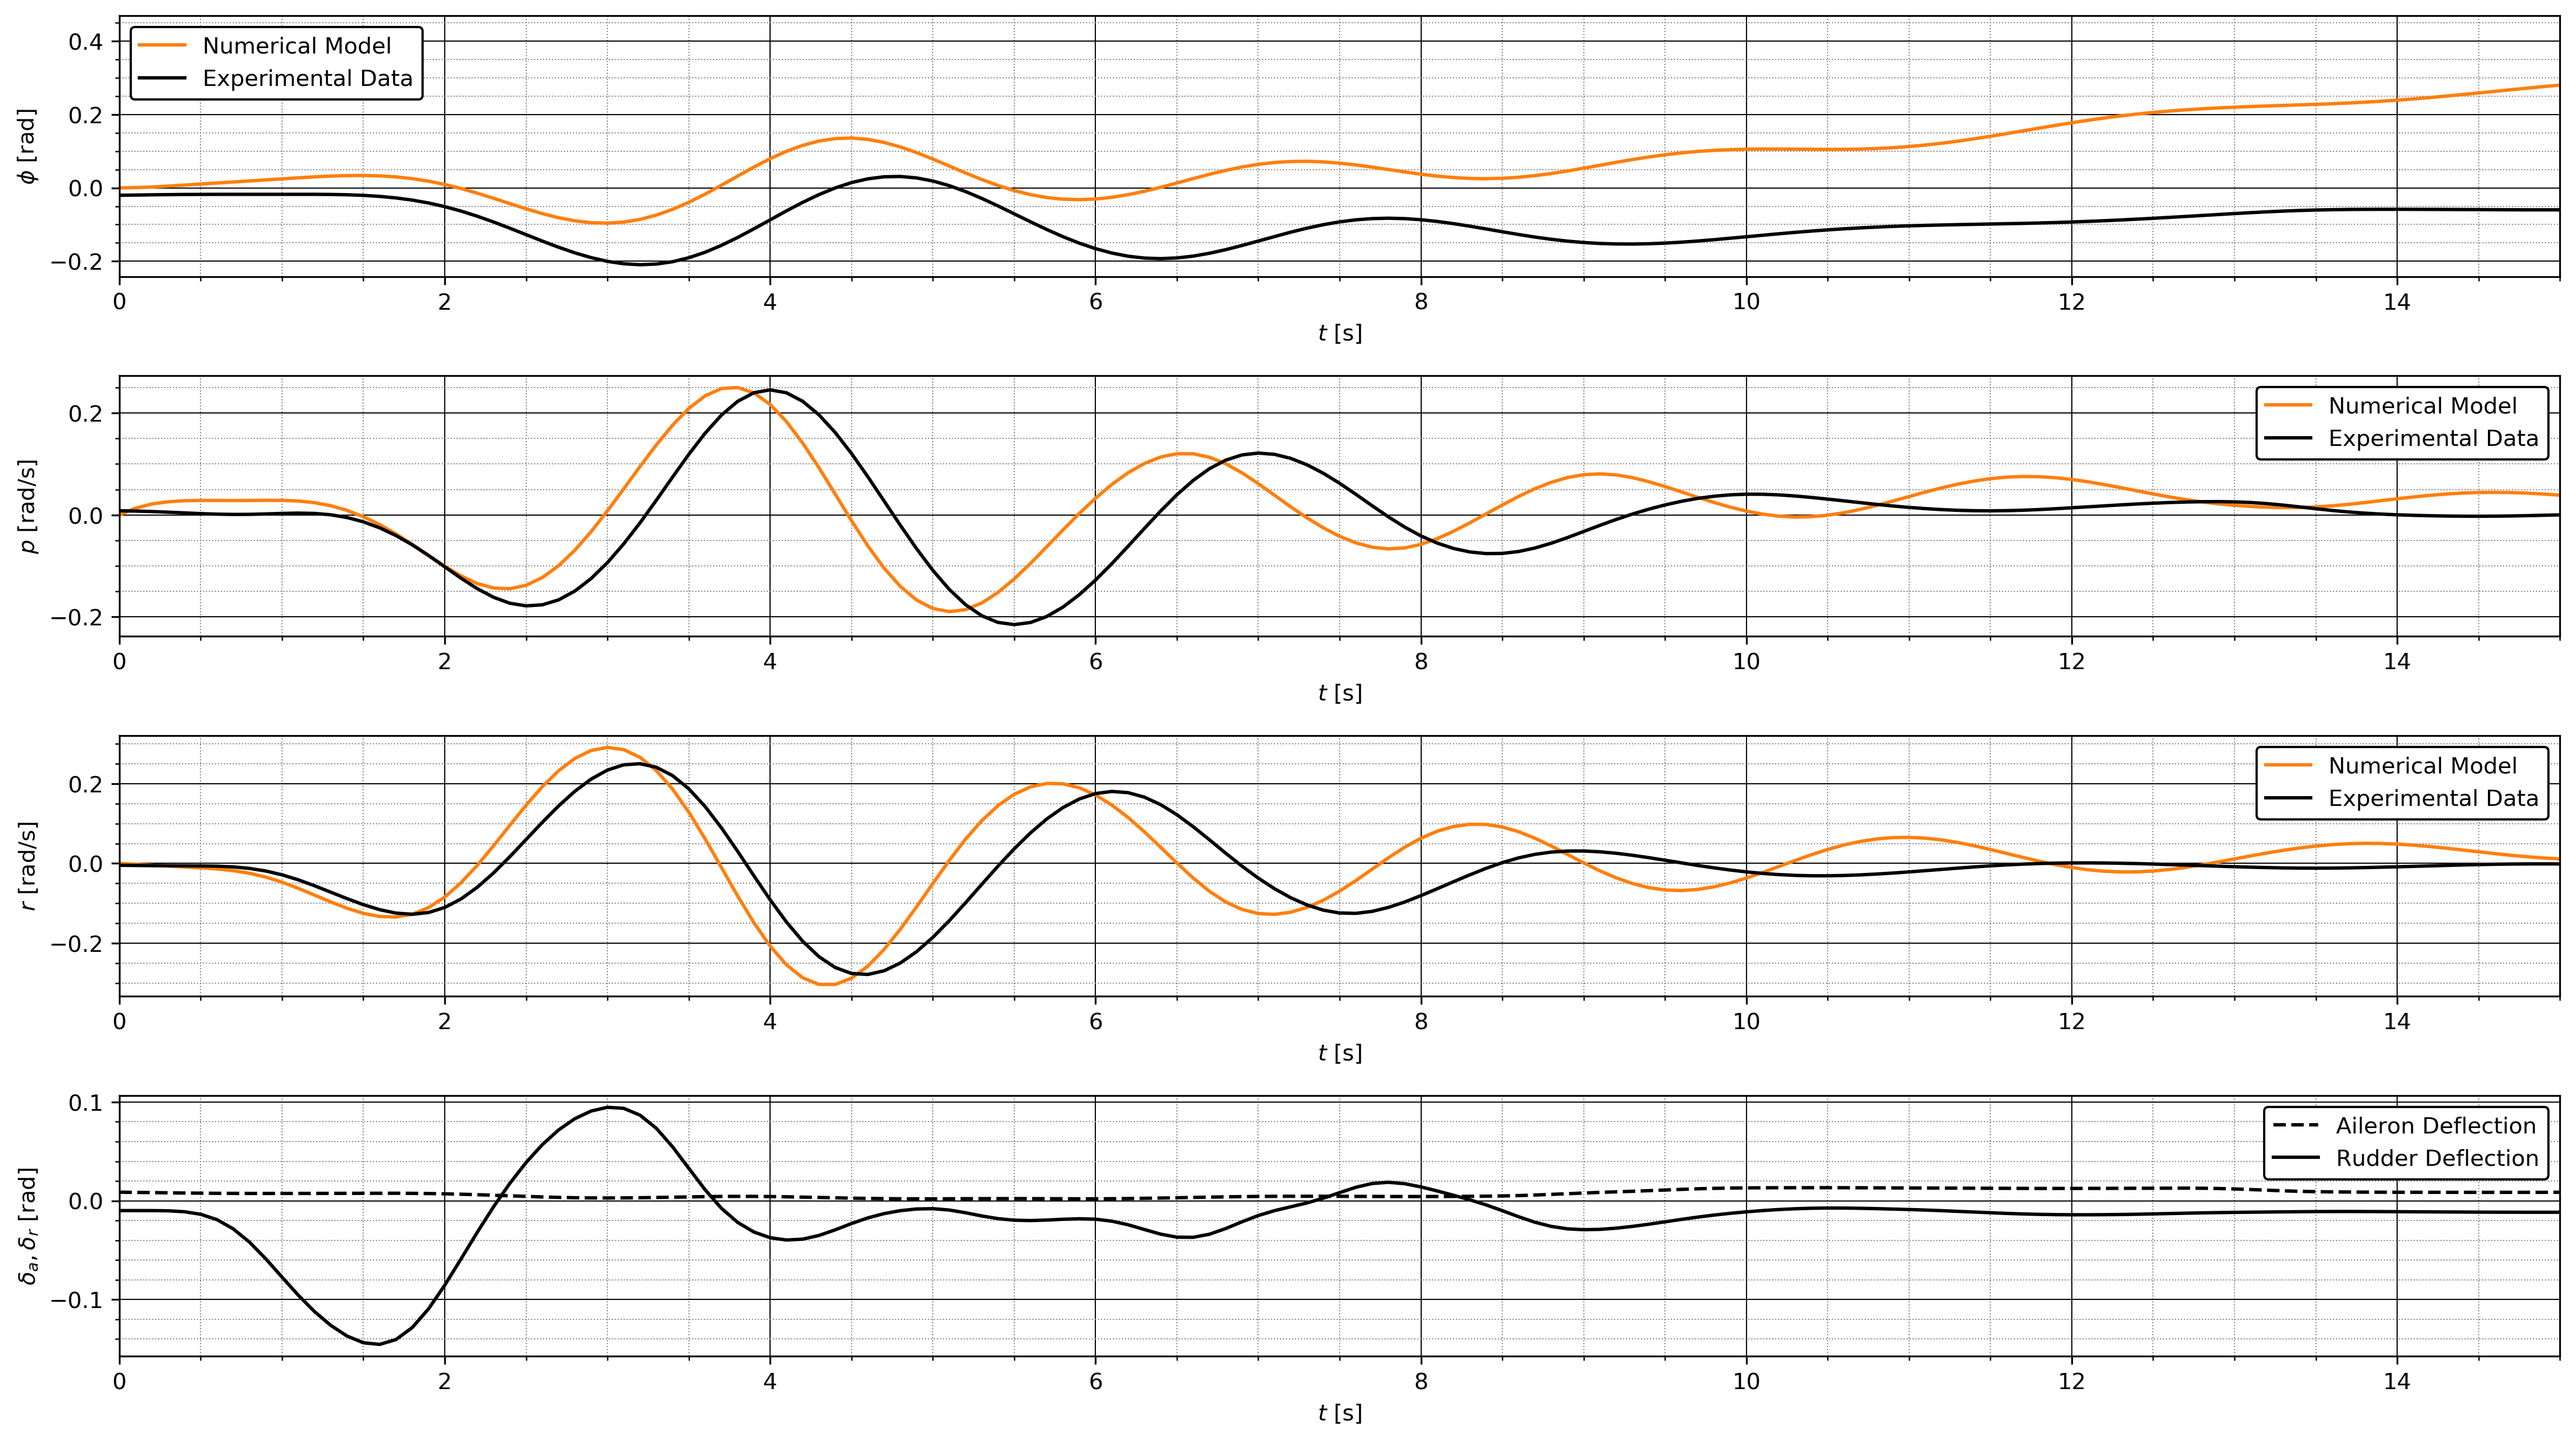 Numerical Model
Experimental Data
ϕ [rad]
0.4
0.2
0.0
−0.2
0 2 4 6 8 10 12 14
t [s]
Numerical Model
Experimental Data
p [rad/s]
0.2
0.0
−0.2
0 2 4 6 8 10 12 14
t [s]
Numerical Model
Experimental Data
r [rad/s]
0.2
0.0
−0.2
0 2 4 6 8 10 12 14
t [s]
Aileron Deflection
Rudder Deflection
δa, δr [rad]
0.1
0.0
−0.1
0 2 4 6 8 10 12 14
t [s]